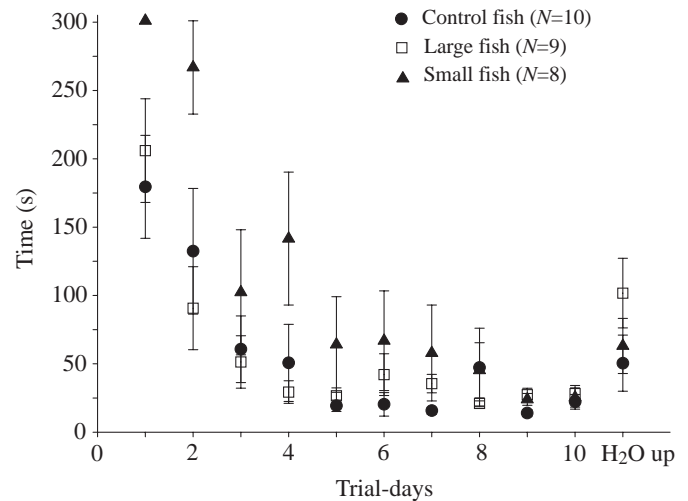 300
250
200
150
100
50
0
Time (s)
Control fish (N=10)
Large fish (N=9)
Small fish (N=8)
0 2 4 6 8 10 H₂O up
Trial-days